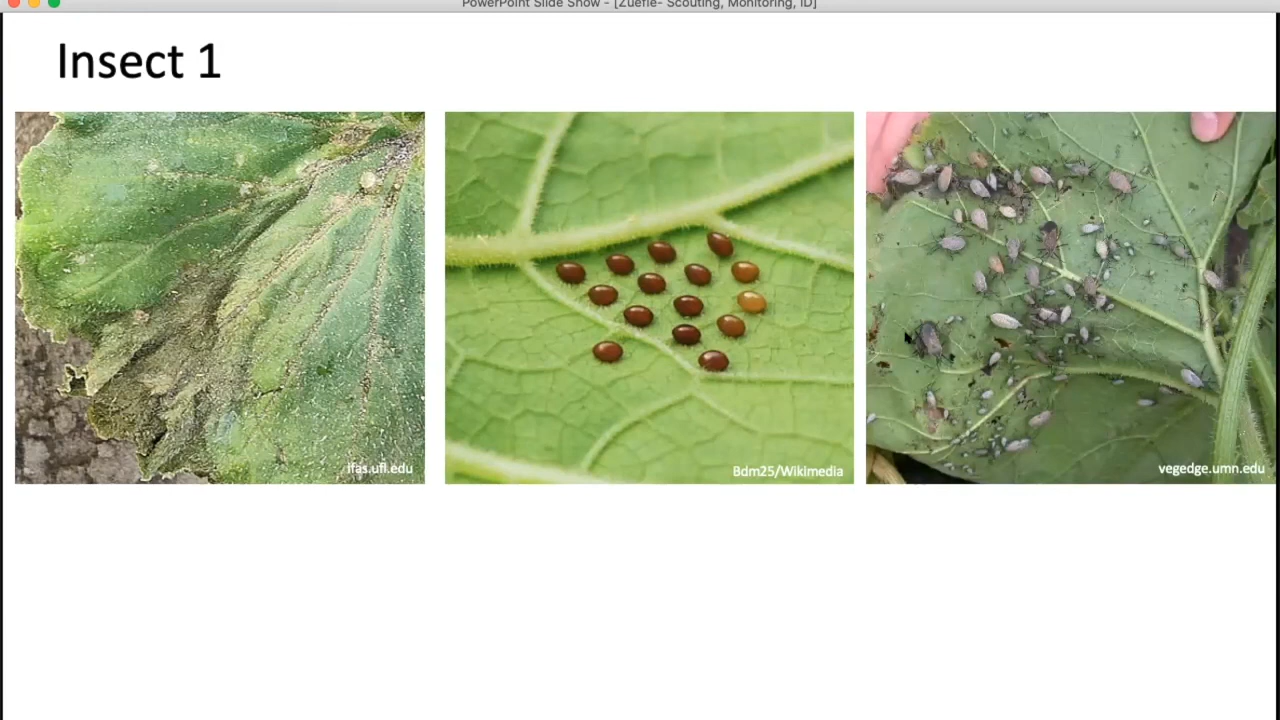 PowerPoint Slide Show - [Zuefle- Scouting, Monitoring, ID]
Insect 1
ifas.ufl.edu
Bdm25/Wikimedia
vegedge.umn.edu